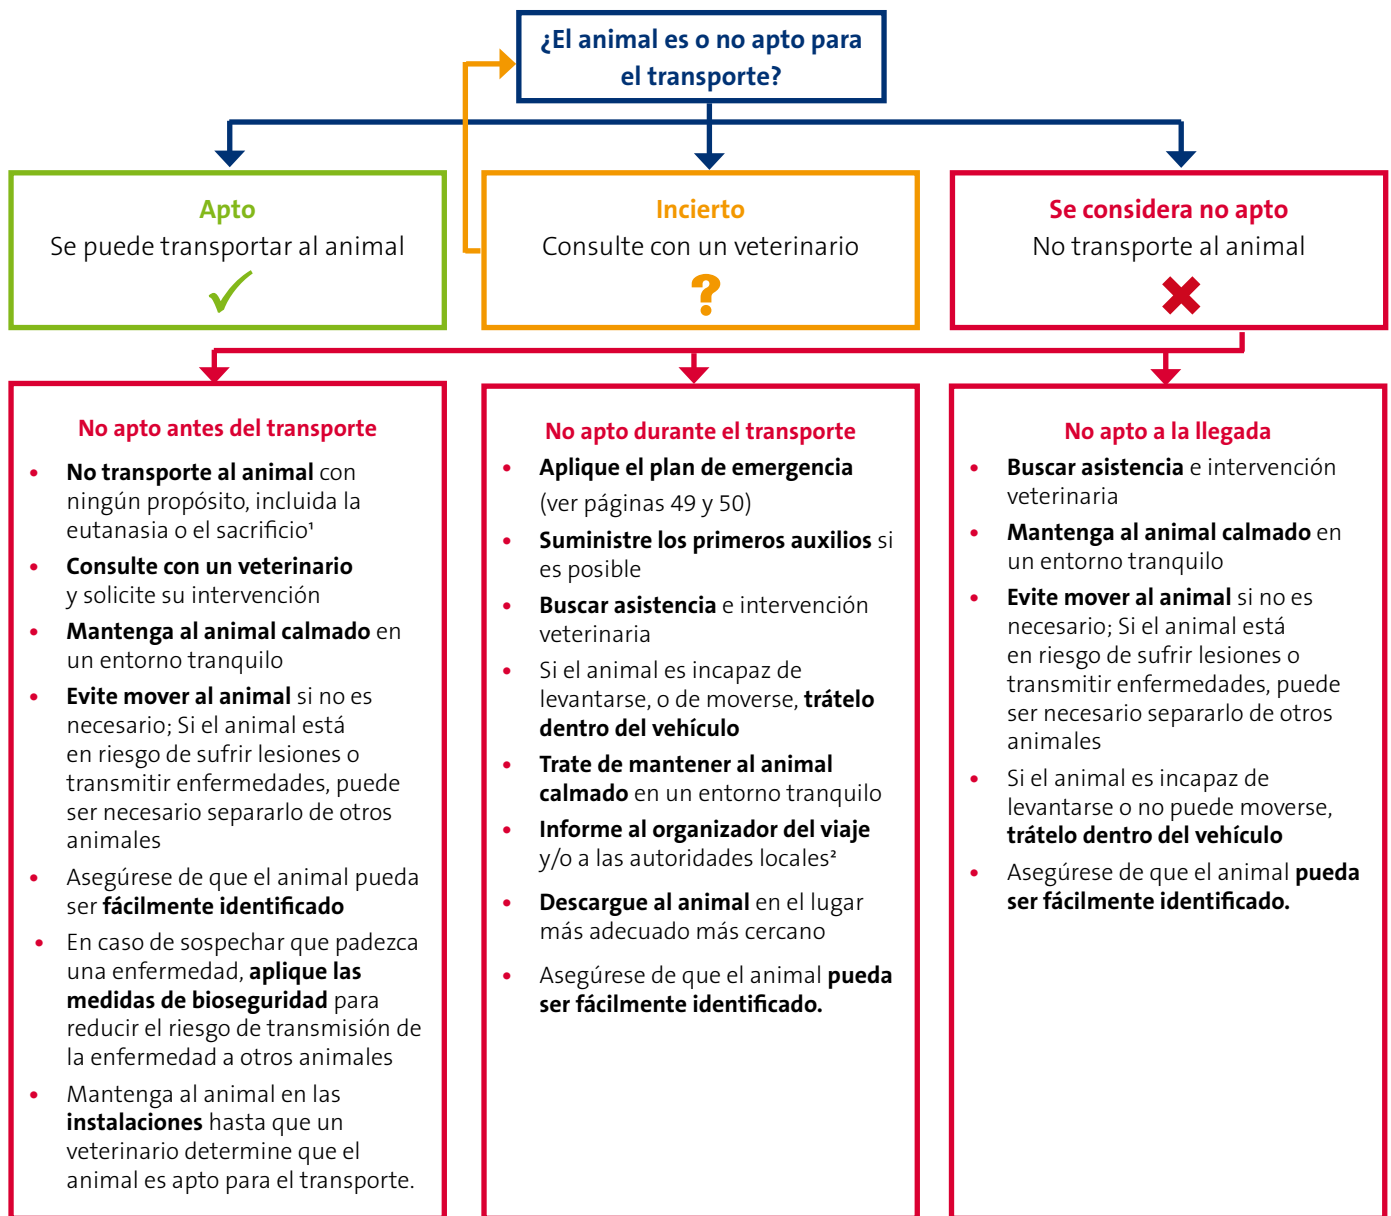 ¿El animal es o no apto para
el transporte?
Apto
Se puede transportar al animal
Incierto
Consulte con un veterinario
?
Se considera no apto
No transporte al animal
No apto antes del transporte
• No transporte al animal con
ningún propósito, incluida la
eutanasia o el sacrificio¹
• Consulte con un veterinario
y solicite su intervención
• Mantenga al animal calmado en
un entorno tranquilo
• Evite mover al animal si no es
necesario; Si el animal está
en riesgo de sufrir lesiones o
transmitir enfermedades, puede
ser necesario separarlo de otros
animales
• Asegúrese de que el animal pueda
ser fácilmente identificado
• En caso de sospechar que padezca
una enfermedad, aplique las
medidas de bioseguridad para
reducir el riesgo de transmisión de
la enfermedad a otros animales
• Mantenga al animal en las
instalaciones hasta que un
veterinario determine que el
animal es apto para el transporte.
No apto durante el transporte
• Aplique el plan de emergencia
(ver páginas 49 y 50)
• Suministre los primeros auxilios si
es posible
• Buscar asistencia e intervención
veterinaria
• Si el animal es incapaz de
levantarse, o de moverse, trátelo
dentro del vehículo
• Trate de mantener al animal
calmado en un entorno tranquilo
• Informe al organizador del viaje
y/o a las autoridades locales²
• Descargue al animal en el lugar
más adecuado más cercano
• Asegúrese de que el animal pueda
ser fácilmente identificado.
No apto a la llegada
• Buscar asistencia e intervención
veterinaria
• Mantenga al animal calmado en
un entorno tranquilo
• Evite mover al animal si no es
necesario; Si el animal está
en riesgo de sufrir lesiones o
transmitir enfermedades, puede
ser necesario separarlo de otros
animales
• Si el animal es incapaz de
levantarse o no puede moverse,
trátelo dentro del vehículo
• Asegúrese de que el animal pueda
ser fácilmente identificado.